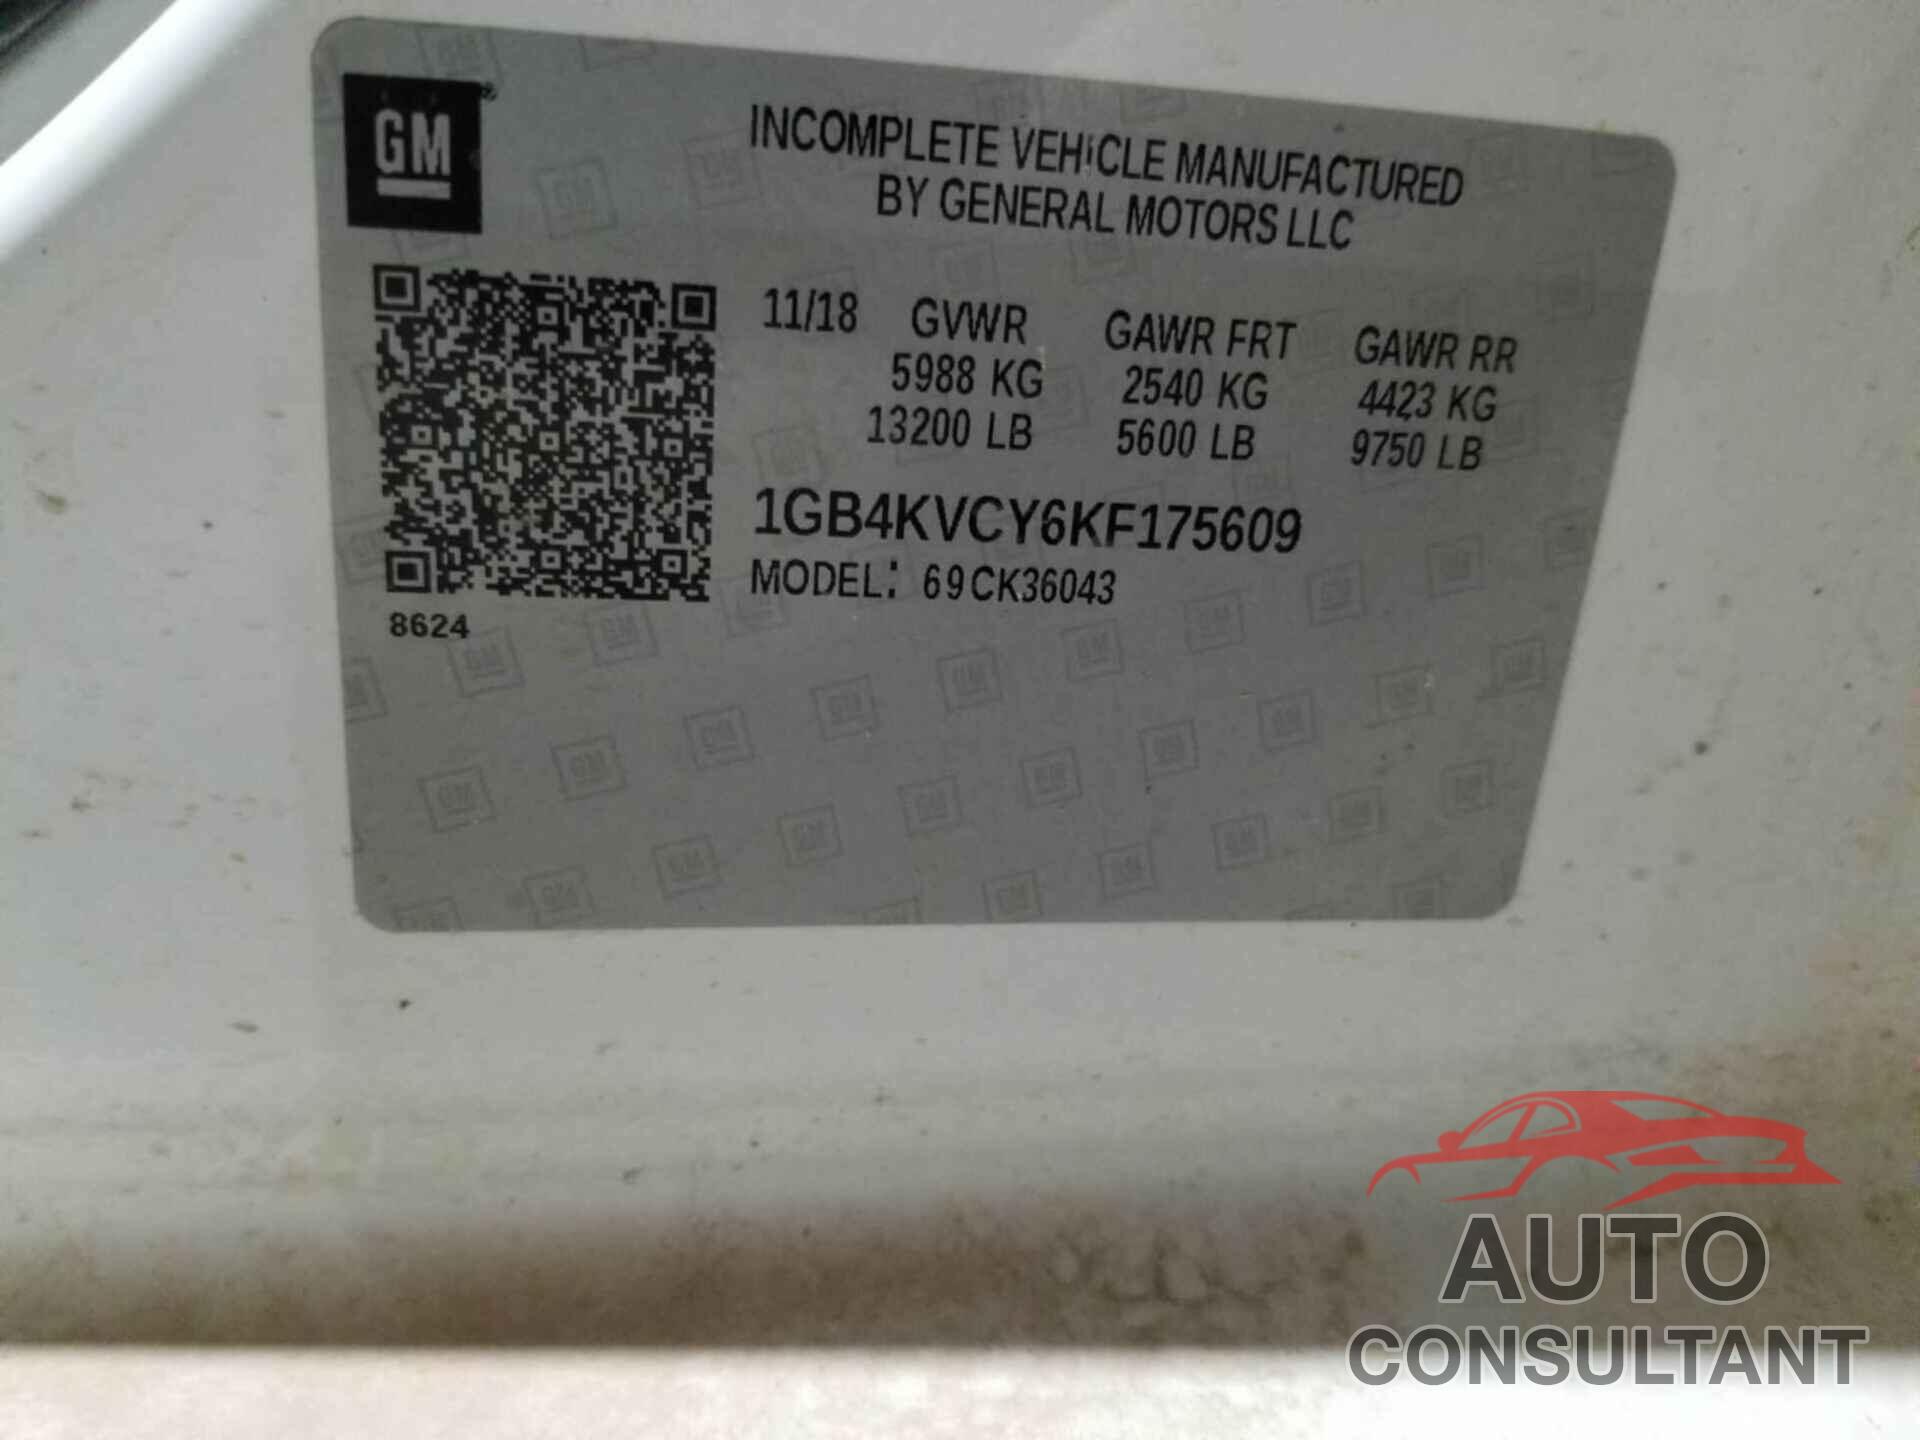 GM
INCOMPLETE VEHICLE MANUFACTURED
BY GENERAL MOTORS LLC
11/18 GVWR GAWR FRT GAWR RR
5988 KG 2540 KG 4423 KG
13200 LB 5600 LB 9750 LB
1GB4KVCY6KF175609
MODEL: 69CK36043
8624
AUTO
CONSULTANT